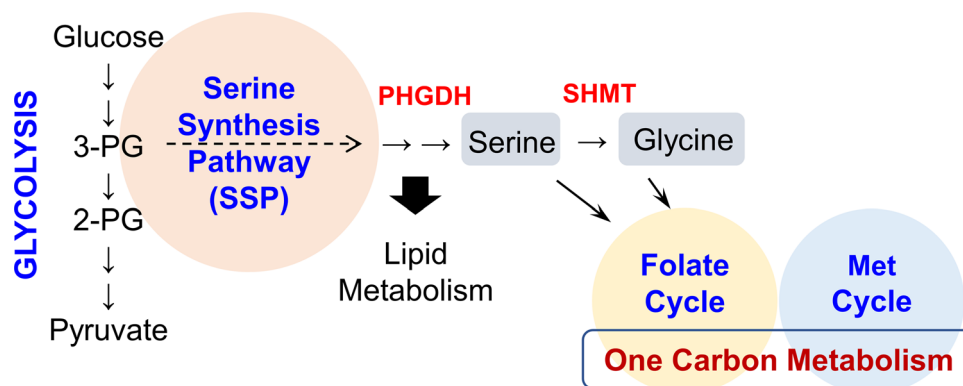 GLYCOLYSIS
Glucose
3-PG
2-PG
Pyruvate
Serine
Synthesis
Pathway
(SSP)
PHGDH
SHMT
Serine
Glycine
Lipid
Metabolism
Folate
Cycle
Met
Cycle
One Carbon Metabolism